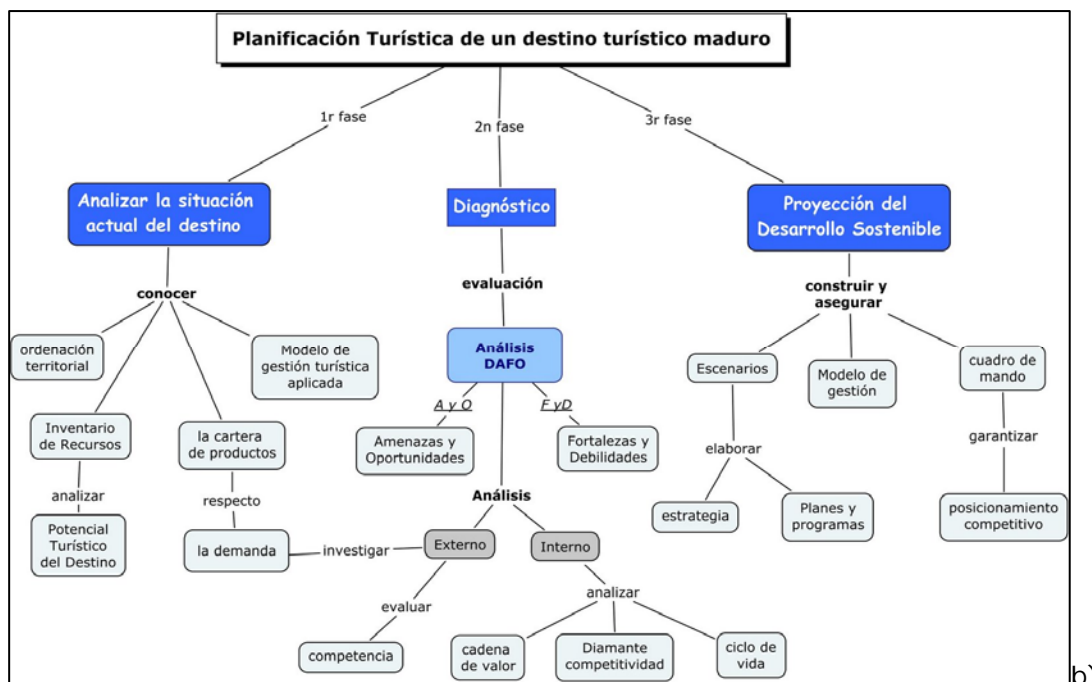 Planificación Turística de un destino turístico maduro
1r fase
2n fase
3r fase
Analizar la situación
actual del destino
Diagnóstico
Proyección del
Desarrollo Sostenible
conocer
evaluación
construir y
asegurar
ordenación
territorial
Modelo de
gestión turística
aplicada
Análisis
DAFO
Escenarios
Modelo de
gestión
cuadro de
mando
A y O
F yD
Inventario
de Recursos
la cartera
de productos
Amenazas y
Oportunidades
Fortalezas y
Debilidades
elaborar
garantizar
analizar
respecto
Análisis
estrategia
Planes y
programas
posicionamiento
competitivo
Potencial
Turístico
del Destino
la demanda
investigar
Externo
Interno
evaluar
analizar
competencia
cadena
de valor
Diamante
competitividad
ciclo de
vida
b)